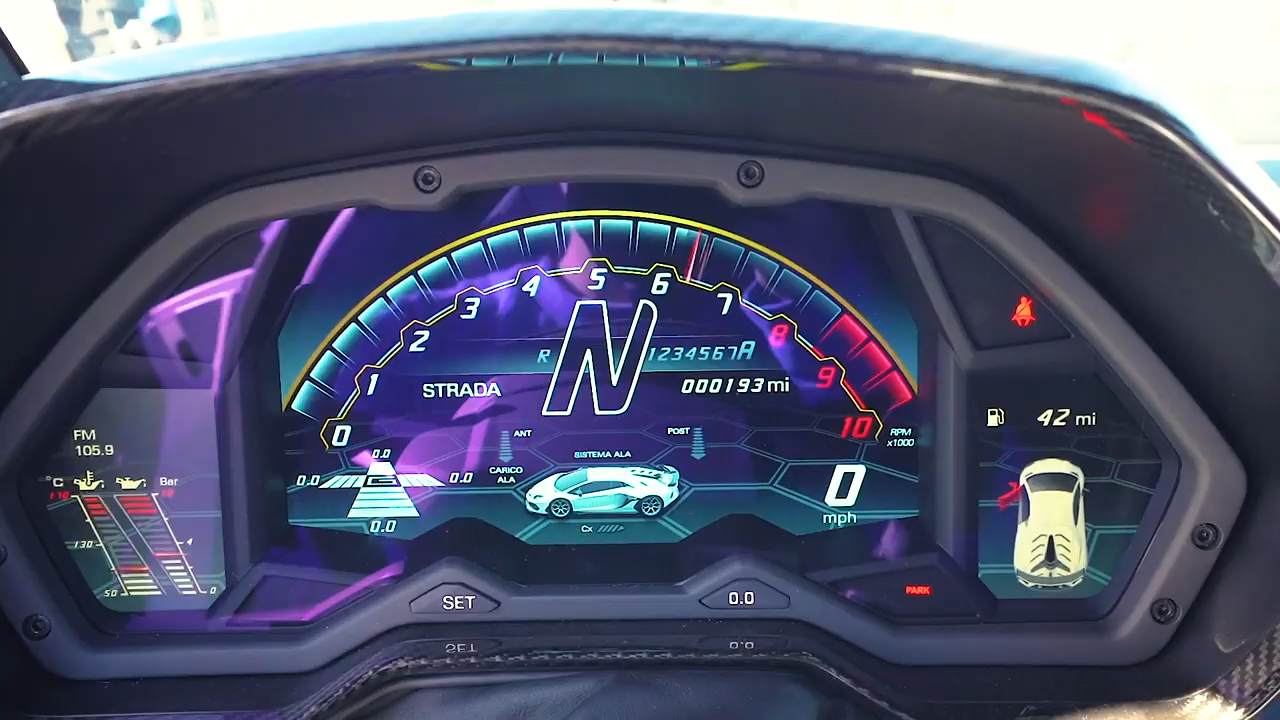 5
4
6
3
7
2
8
R N 1234567A
1
9
STRADA
000193 mi
0
10
RPM
x1000
42 mi
FM
105.9
ANT
POST
0.0
SISTEMA ALA
0.0
0.0
CARICO
ALA
°C
Bar
170
10
130
50
0
0.0
Cx
0
mph
PARK
SET
0.0